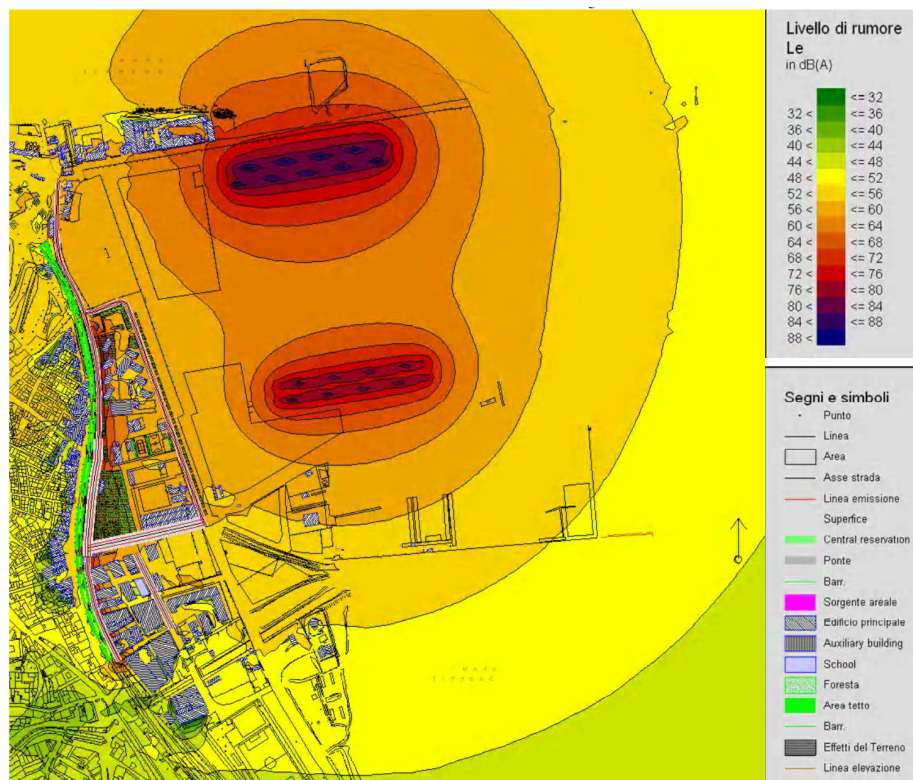 Livello di rumore
Le
in dB(A)
<= 32
32 < <= 36
36 < <= 40
40 < <= 44
44 < <= 48
48 < <= 52
52 < <= 56
56 < <= 60
60 < <= 64
64 < <= 68
68 < <= 72
72 < <= 76
76 < <= 80
80 < <= 84
84 < <= 88
88 <
Segni e simboli
Punto
Linea
Area
Asse strada
Linea emissione
Superfice
Central reservation
Ponte
Barr.
Sorgente areale
Edificio principale
Auxiliary building
School
Foresta
Area tetto
Barr.
Effetti del Terreno
Linea elevazione